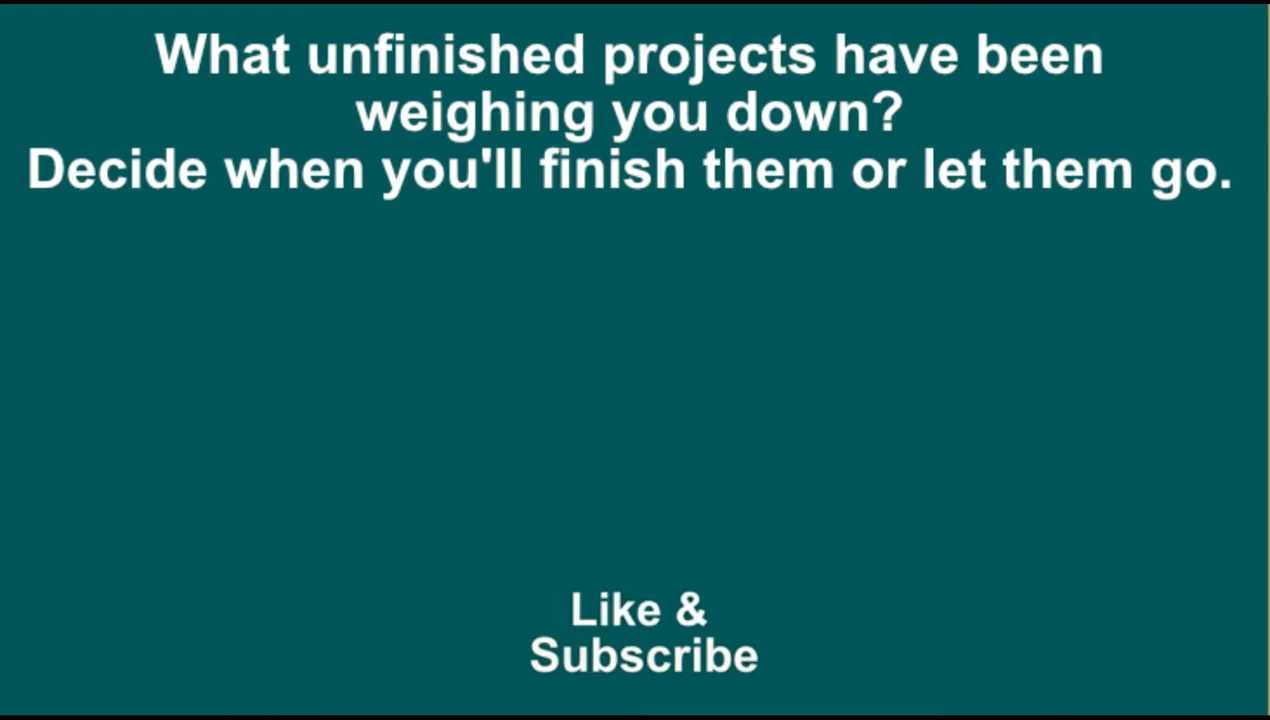 What unfinished projects have been
weighing you down?
Decide when you'll finish them or let them go.
Like &
Subscribe